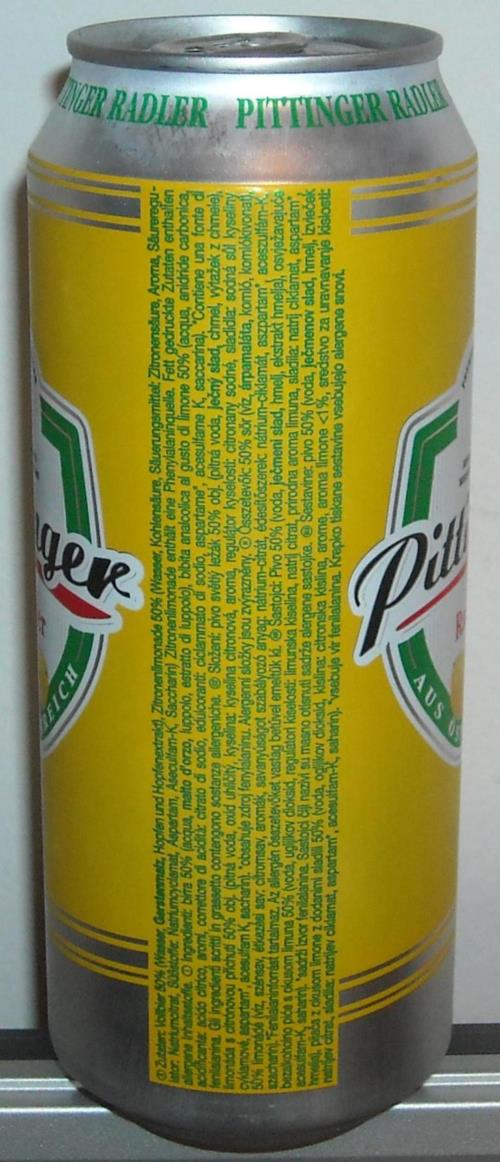 INGER RADLER PITTINGER RADLER
Zutaten: Vollbier 50% (Wasser, Gerstenmalz, Hopfen und Hopfenextrakt), Zitronenlimonade 50% (Wasser, Kohlensäure, Säuerungsmittel: Zitronensäure, Aroma, Säureregu-
lator: Natriumcitrat, Süßstoffe: Natriumcyclamat, Aspartam, Acesulfam-K, Saccharin) Zitronenlimonade enthält eine Phenylalaninquelle. Fett gedruckte Zutaten enthalten
allergene Inhaltsstoffe. Ingredienti: birra 50% (acqua, malto d'orzo, luppolo, estratto di luppolo), bibita analcolica al gusto di limone 50% (acqua, anidride carbonica,
acidificante: acido citrico, aromi, correttore di acidità: citrato di sodio, edulcoranti: ciclammato di sodio, aspartame*, acesulfame K, saccarina). *Contiene una fonte di
fenilalanina. Gli ingredienti scritti in grassetto contengono sostanze allergeniche. Složení: pivo světlý ležák 50% obj. (pitná voda, ječný slad, chmel, výtažek z chmele),
limonáda s citronovou příchutí 50% obj. (pitná voda, oxid uhličitý, kyselina: kyselina citronová, aroma, regulátor kyselosti: citronany sodné, sladidla: sodná sůl kyseliny
cyklamové, aspartam*, acesulfam K, sacharin). *obsahuje zdroj fenylalaninu. Alergenní složky jsou zvýrazněny. Összetevők: 50% sör (víz, árpamaláta, komló, komlókivonat),
50% limonádé (víz, szénsav, étkezési sav: citromsav, aromák, savanyúságot szabályozó anyag: nátrium-citrát, édesítőszerek: nátrium-ciklamát, aszpartam*, aceszulfám-K,
szacharin). *Fenilalaninforrást tartalmaz. Az allergén összetevőket vastag betűvel emeltük ki. Sastojci: Pivo 50% (voda, ječmeni slad, hmelj, ekstrakt hmelja), osvježavajuće
bezalkoholno piće s okusom limuna 50% (voda, ugljikov dioksid, regulatori kiselosti: limunska kiselina, natrij citrat, prirodna aroma limuna, sladila: natrij ciklamat, aspartam*,
acesulfam-K, saharin). *sadrži izvor fenilalanina. Sastojci čiji nazivi su masno otisnuti sadrže alergene sastojke. Sestavine: pivo 50% (voda, ječmenov slad, hmelj, izvleček
hmelja), pijača z okusom limone z dodanimi sladili 50% (voda, ogljikov dioksid, kislina: citronska kislina, arome, aroma limone <1%, sredstvo za uravnavanje kislosti:
natrijev citrat, sladila: natrijev ciklamat, aspartam*, acesulfam-K, saharin). *vsebuje vir fenilalanina. Krepko tiskane sestavine vsebujejo alergene snovi.
nger
REICH
Pitt
AUS ÖS